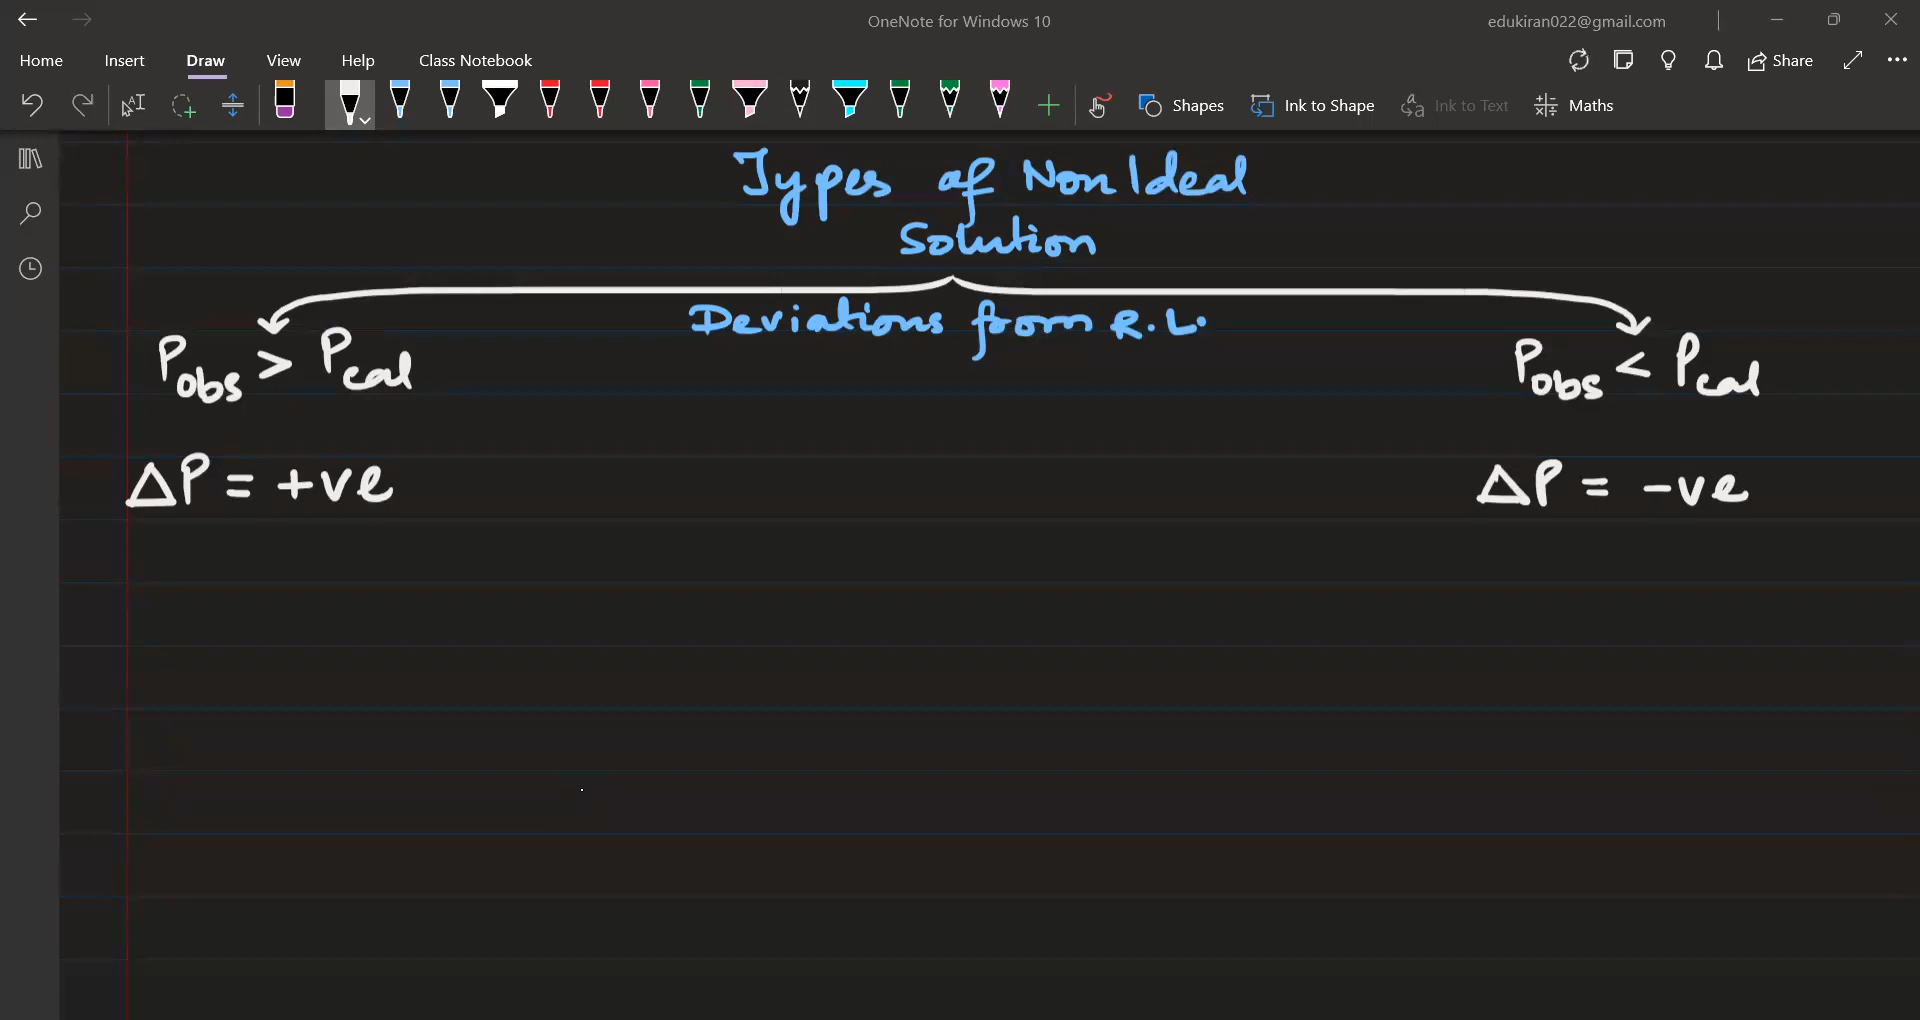 OneNote for Windows 10
edukiran022@gmail.com
Home Insert Draw View Help Class Notebook
Share
Shapes Ink to Shape Ink to Text Maths
Types of Non Ideal
Solution
Deviations from R.L.
Pobs > Pcal
Pobs < Pcal
ΔP = +ve
ΔP = -ve